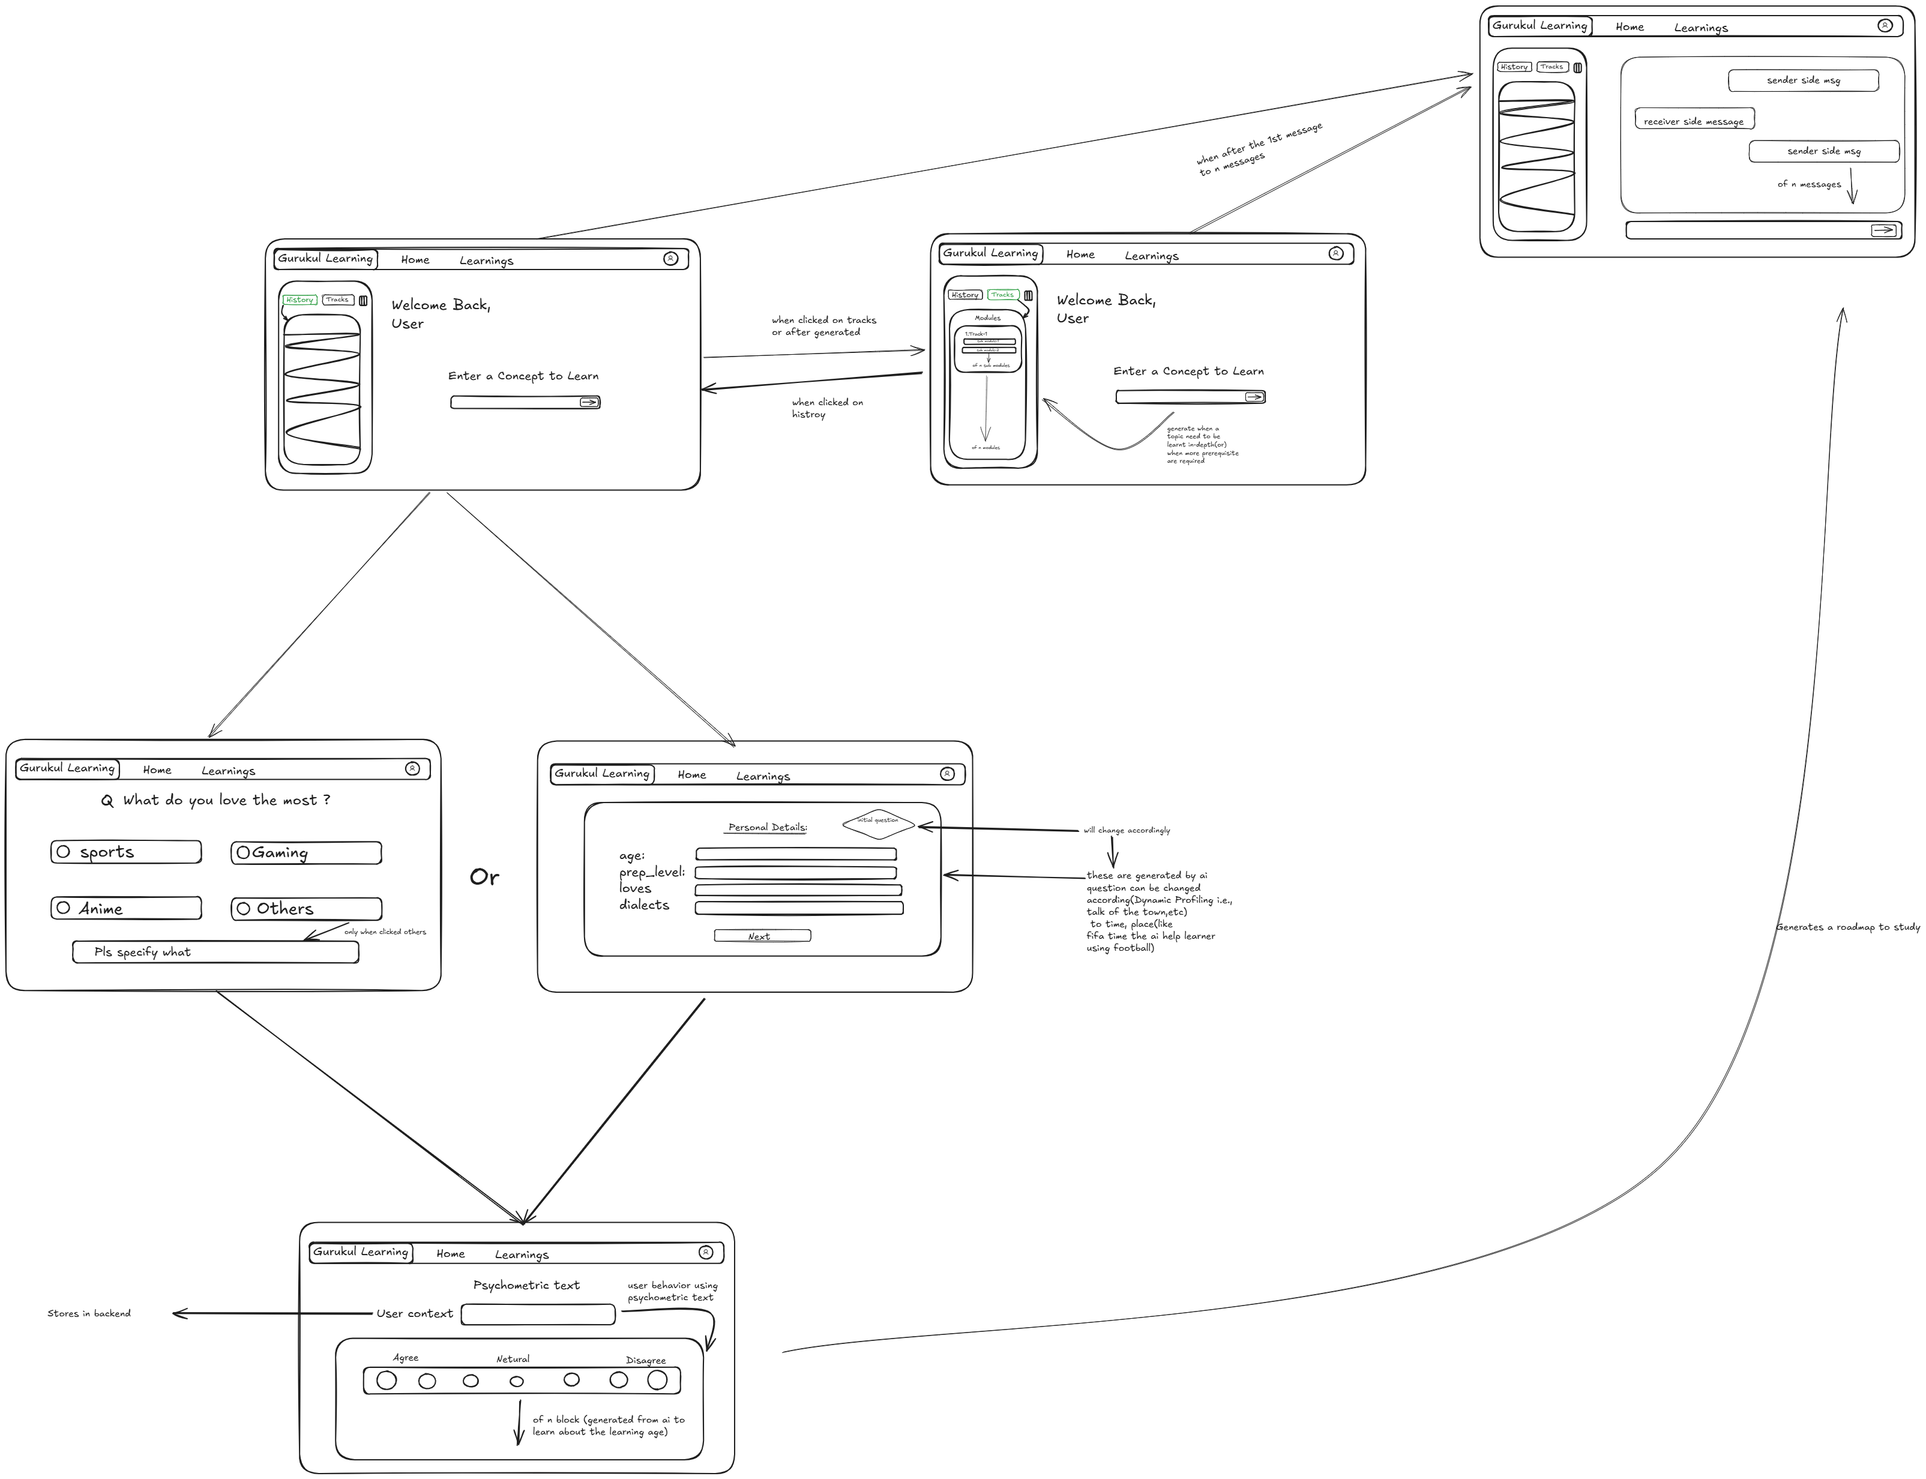 Gurukul Learning
Home
Learnings
History
Tracks
sender side msg
receiver side message
sender side msg
of n messages
when after the 1st message
to n messages
Gurukul Learning
Home
Learnings
History
Tracks
Welcome Back,
User
Enter a Concept to Learn
when clicked on tracks
or after generated
when clicked on
histroy
Gurukul Learning
Home
Learnings
History
Tracks
Modules
1.Track-1
of n sub modules
of n modules
Welcome Back,
User
Enter a Concept to Learn
generate when a
topic need to be
learnt in-depth(or)
when more prerequisite
are required
Gurukul Learning
Home
Learnings
Q What do you love the most ?
sports
Gaming
Anime
Others
only when clicked others
Pls specify what
Or
Gurukul Learning
Home
Learnings
Personal Details:
initial question
age:
prep_level:
loves
dialects
Next
will change accordingly
these are generated by ai
question can be changed
according(Dynamic Profiling i.e.,
talk of the town,etc)
to time, place(like
fifa time the ai help learner
using football)
Generates a roadmap to study
Gurukul Learning
Home
Learnings
Psychometric text
user behavior using
psychometric text
User context
Stores in backend
Agree
Netural
Disagree
of n block (generated from ai to
learn about the learning age)